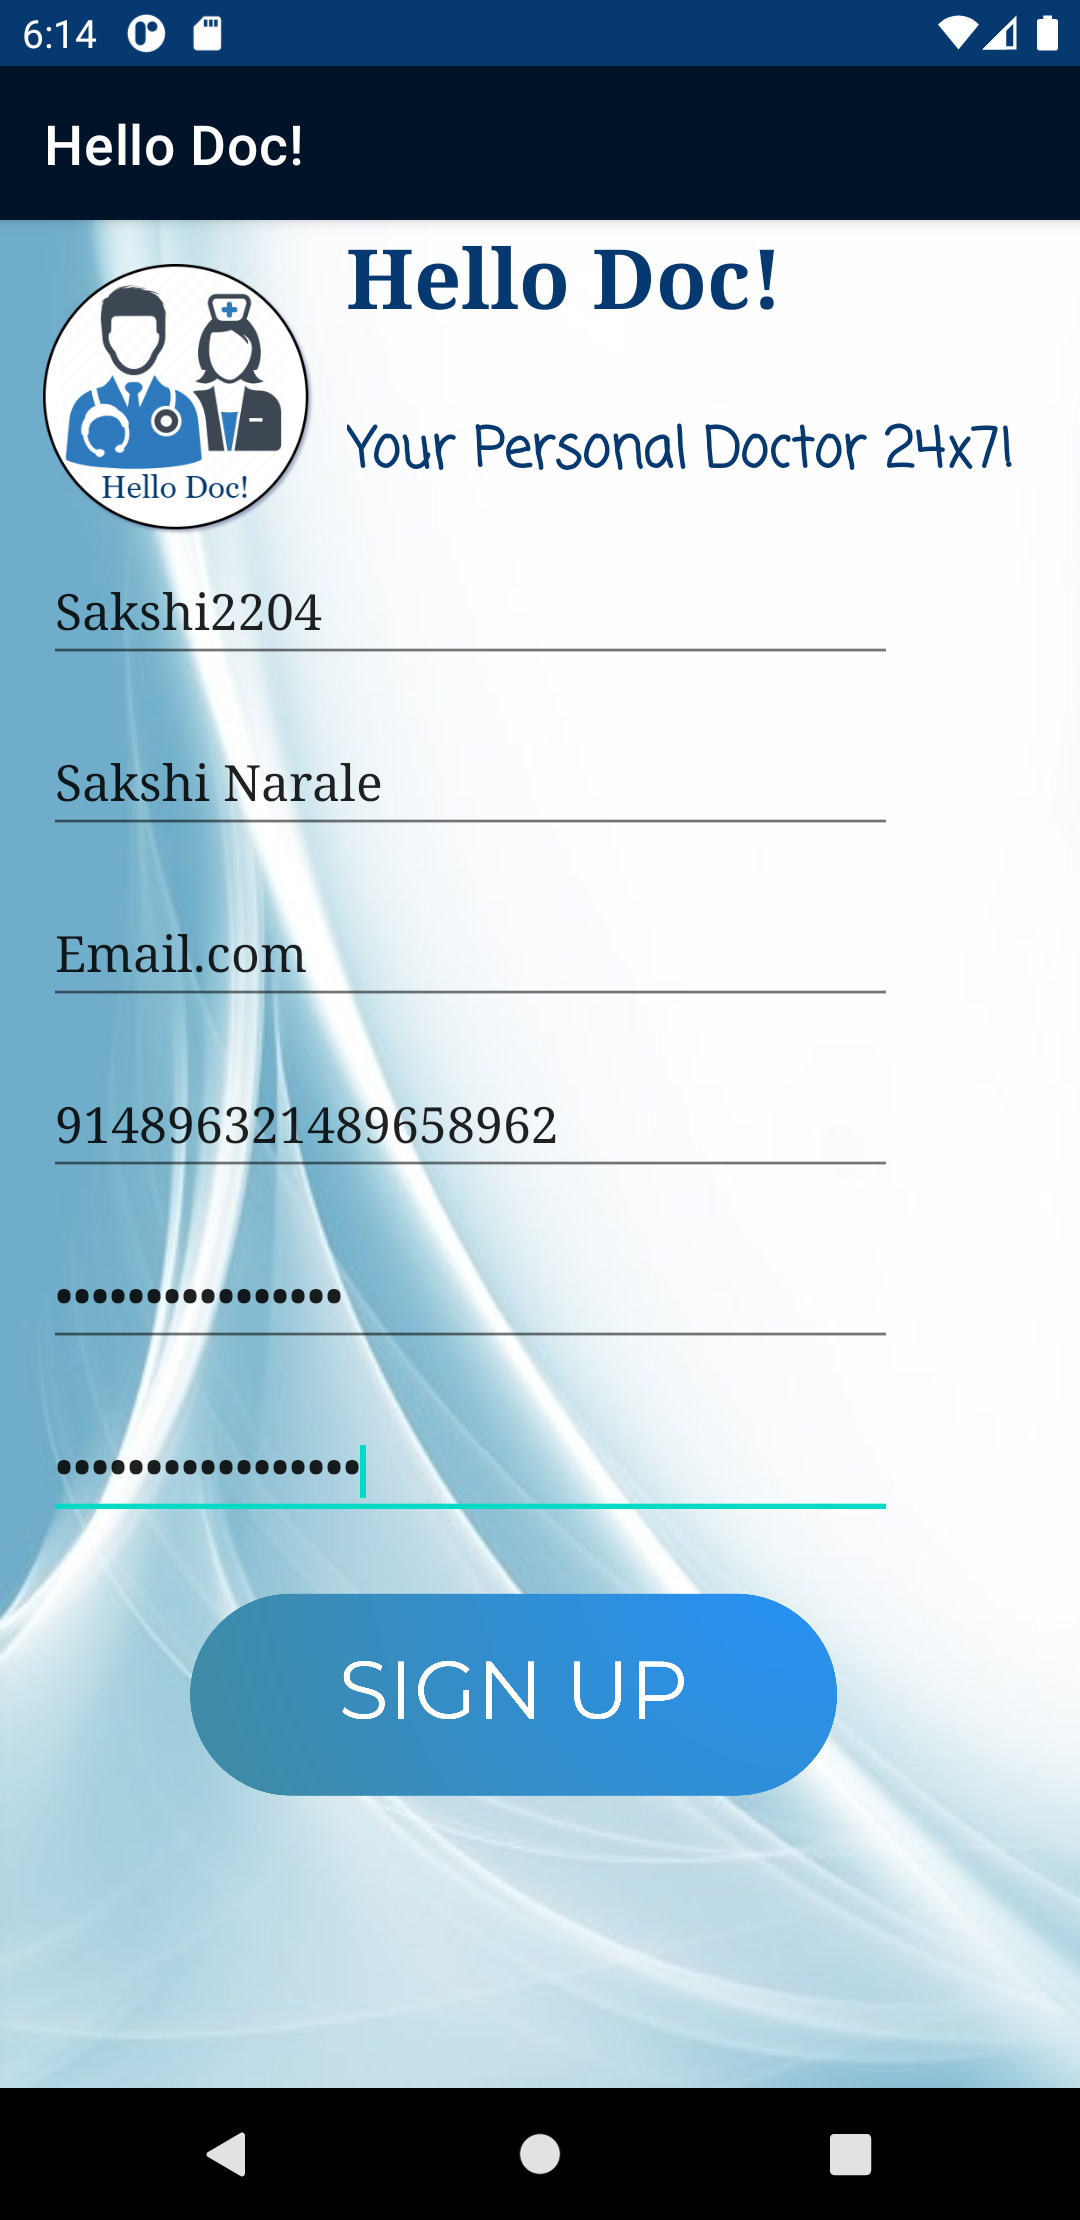 6:14
Hello Doc!
Hello Doc!
Your Personal Doctor 24x7!
Hello Doc!
Sakshi2204
Sakshi Narale
Email.com
914896321489658962
••••••••••••••••
•••••••••••••••••
SIGN UP